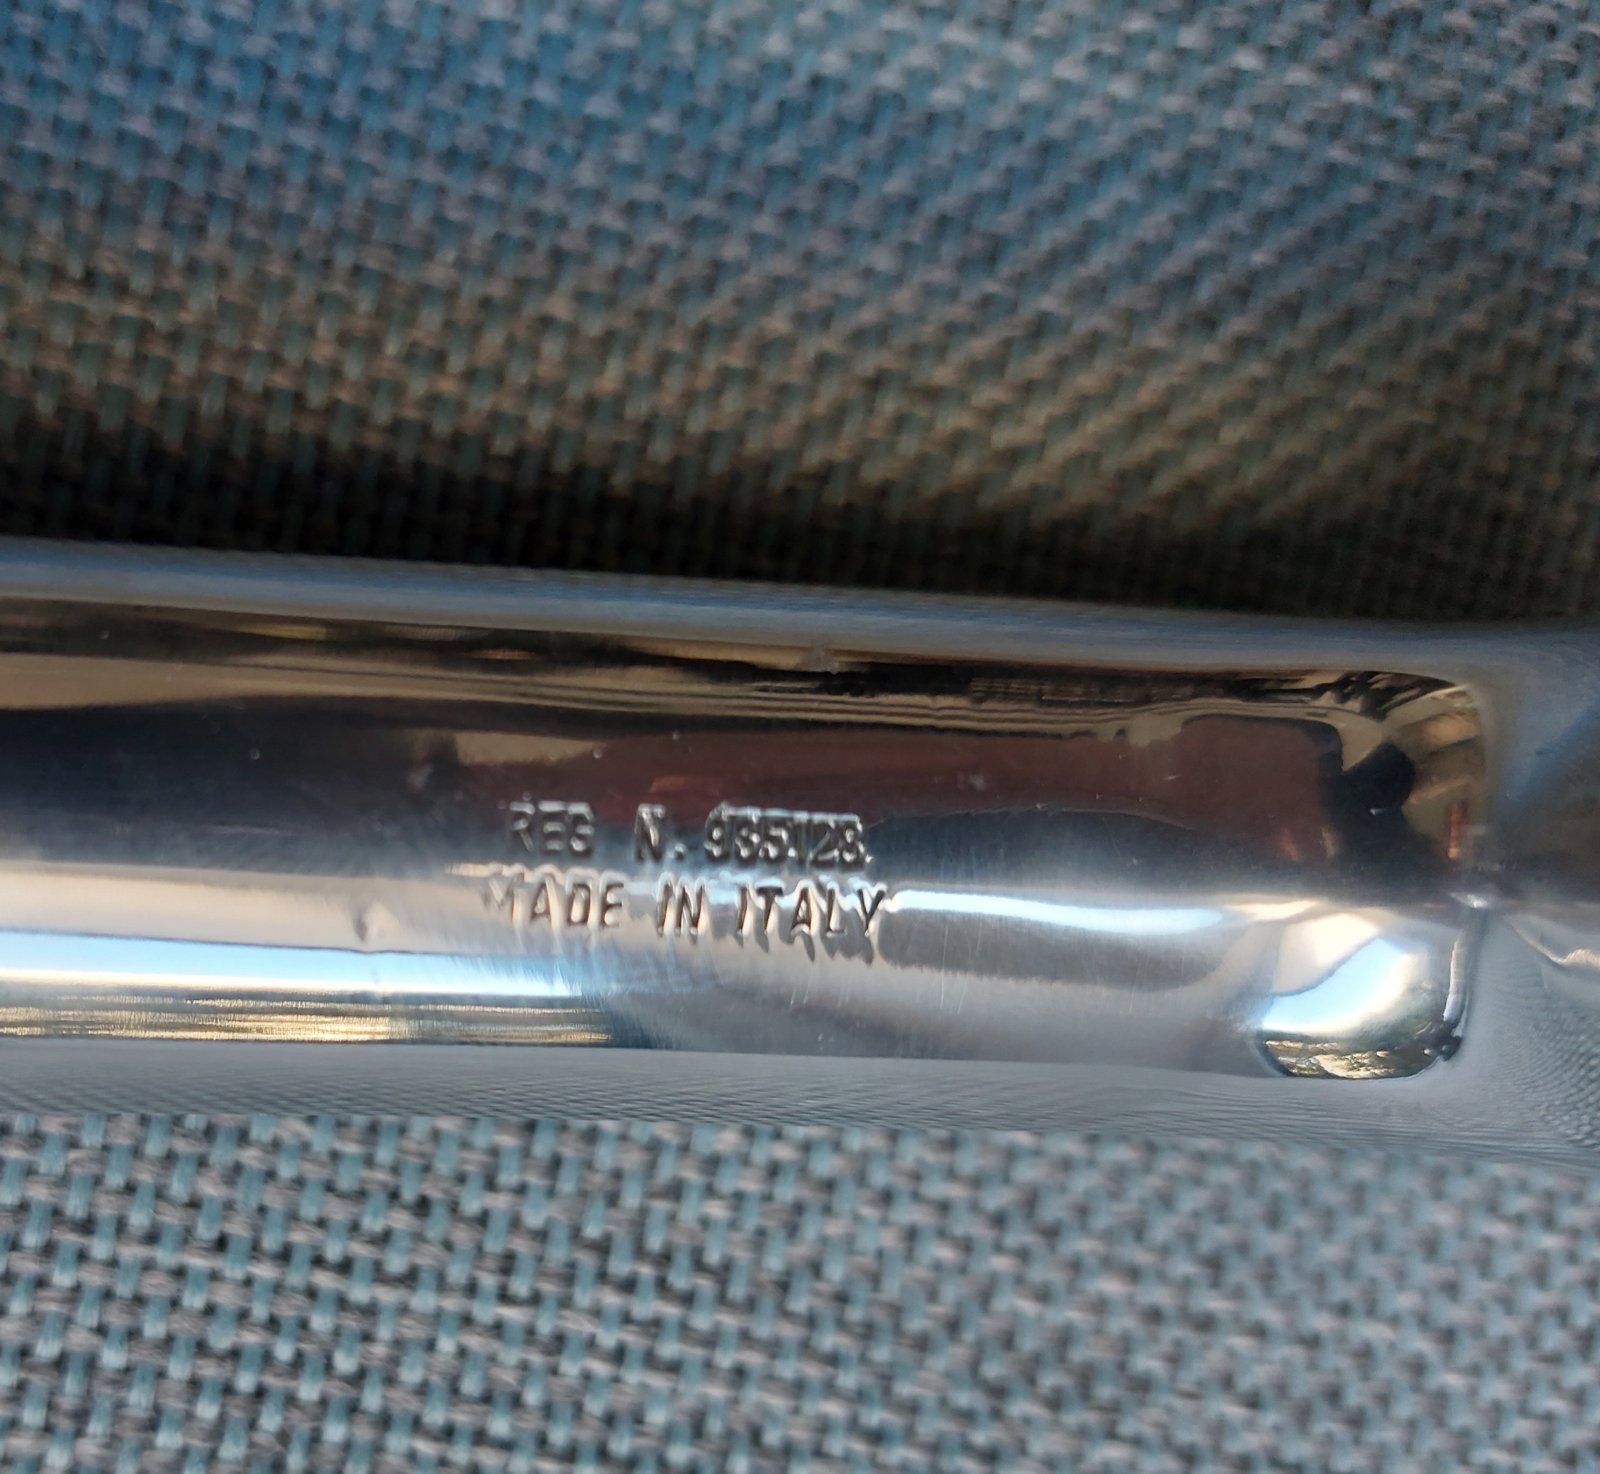 REG N. 935128
MADE IN ITALY